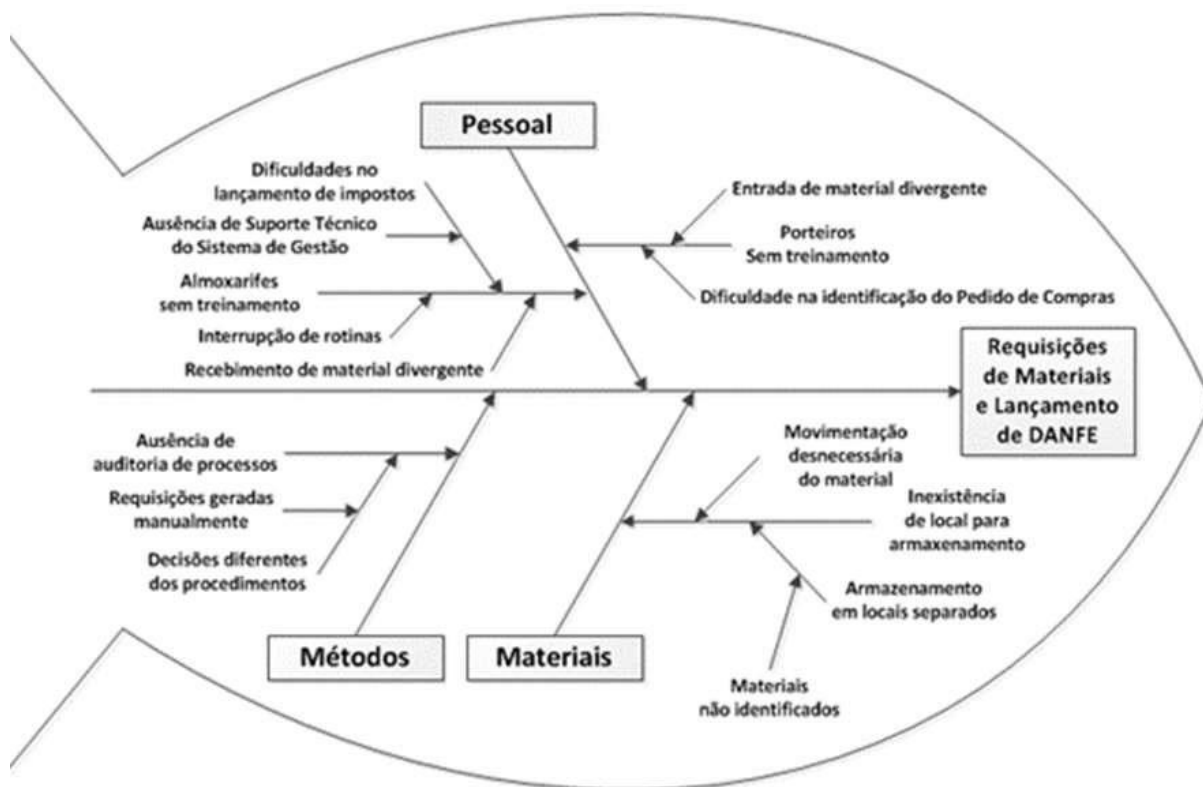 Pessoal
Dificuldades no
lançamento de impostos
Ausência de Suporte Técnico
do Sistema de Gestão
Almoxarifes
sem treinamento
Interrupção de rotinas
Recebimento de material divergente
Entrada de material divergente
Porteiros
Sem treinamento
Dificuldade na identificação do Pedido de Compras
Requisições
de Materiais
e Lançamento
de DANFE
Ausência de
auditoria de processos
Requisições geradas
manualmente
Decisões diferentes
dos procedimentos
Métodos
Movimentação
desnecessária
do material
Inexistência
de local para
armaxenamento
Armazenamento
em locais separados
Materiais
não identificados
Materiais